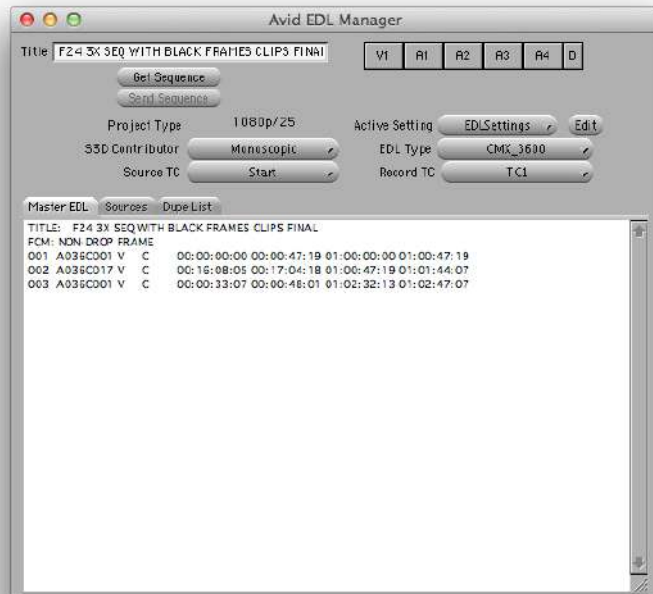 Avid EDL Manager
Title F24 3X SEQ WITH BLACK FRAMES CLIPS FINAL
V1 A1 A2 A3 A4 D
Get Sequence
Send Sequence
Project Type 1080p/25 Active Setting EDLSettings Edit
S3D Contributor Monoscopic EDL Type CMX_3600
Source TC Start Record TC TC1
Master EDL Sources Dupe List
TITLE: F24 3X SEQ WITH BLACK FRAMES CLIPS FINAL
FCM: NON-DROP FRAME
001 A036C001 V C 00:00:00:00 00:00:47:19 01:00:00:00 01:00:47:19
002 A036C017 V C 00:16:08:05 00:17:04:18 01:00:47:19 01:01:44:07
003 A036C001 V C 00:00:33:07 00:00:48:01 01:02:32:13 01:02:47:07